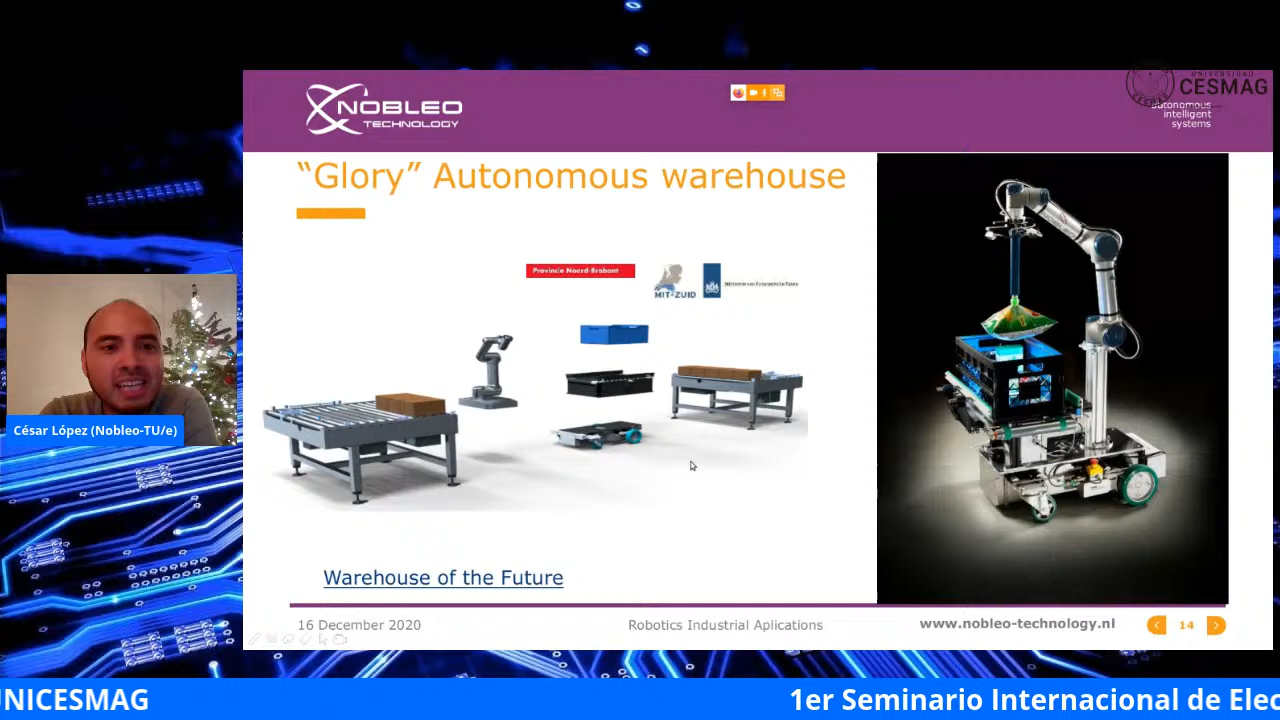 NOBLEO
TECHNOLOGY
UNIVERSIDAD
CESMAG
autonomous
intelligent
systems
“Glory” Autonomous warehouse
Provincie Noord-Brabant
MIT-ZUID
César López (Nobleo-TU/e)
Warehouse of the Future
16 December 2020
Robotics Industrial Aplications
www.nobleo-technology.nl
14
UNICESMAG
1er Seminario Internacional de Elec